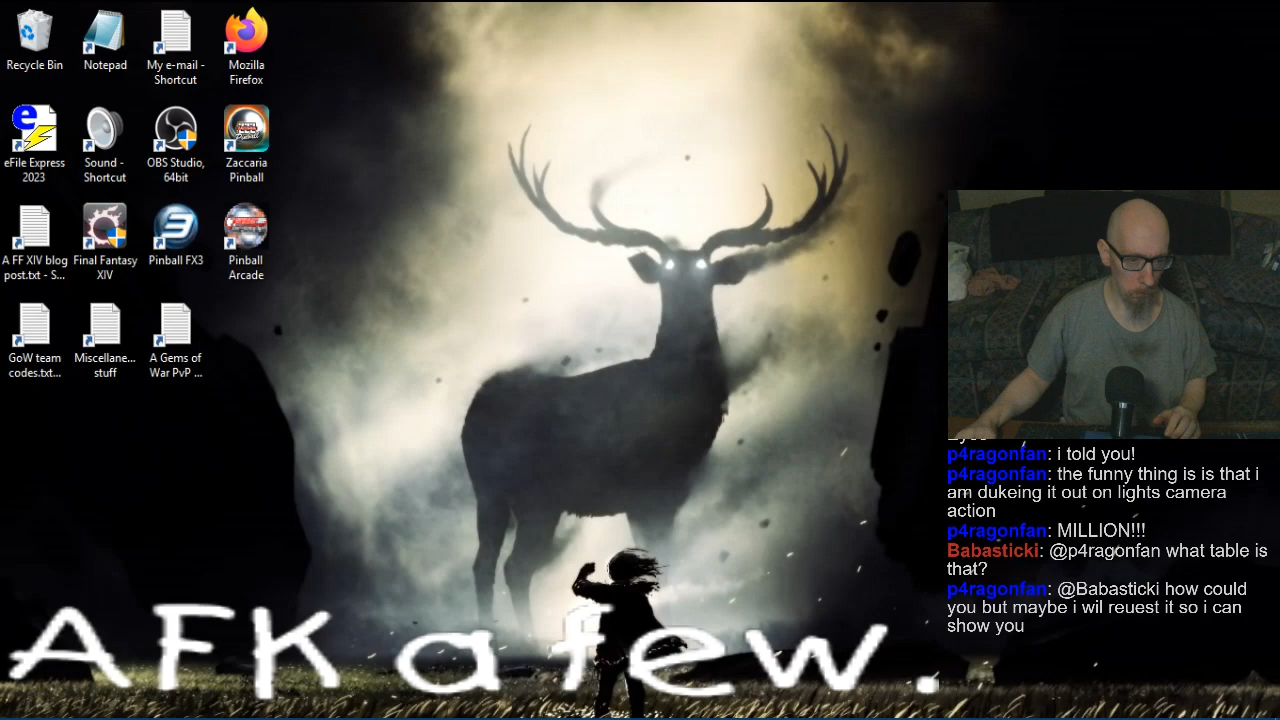 Recycle Bin
Notepad
My e-mail -
Shortcut
Mozilla
Firefox
eFile Express
2023
Sound -
Shortcut
OBS Studio,
64bit
Zaccaria
Pinball
A FF XIV blog
post.txt - S...
Final Fantasy
XIV
Pinball FX3
Pinball
Arcade
GoW team
codes.txt...
Miscellane...
stuff
A Gems of
War PvP ...
p4ragonfan: i told you!
p4ragonfan: the funny thing is is that i
am dukeing it out on lights camera
action
p4ragonfan: MILLION!!!
Babasticki: @p4ragonfan what table is
that?
p4ragonfan: @Babasticki how could
you but maybe i wil reuest it so i can
show you
AFK a few.